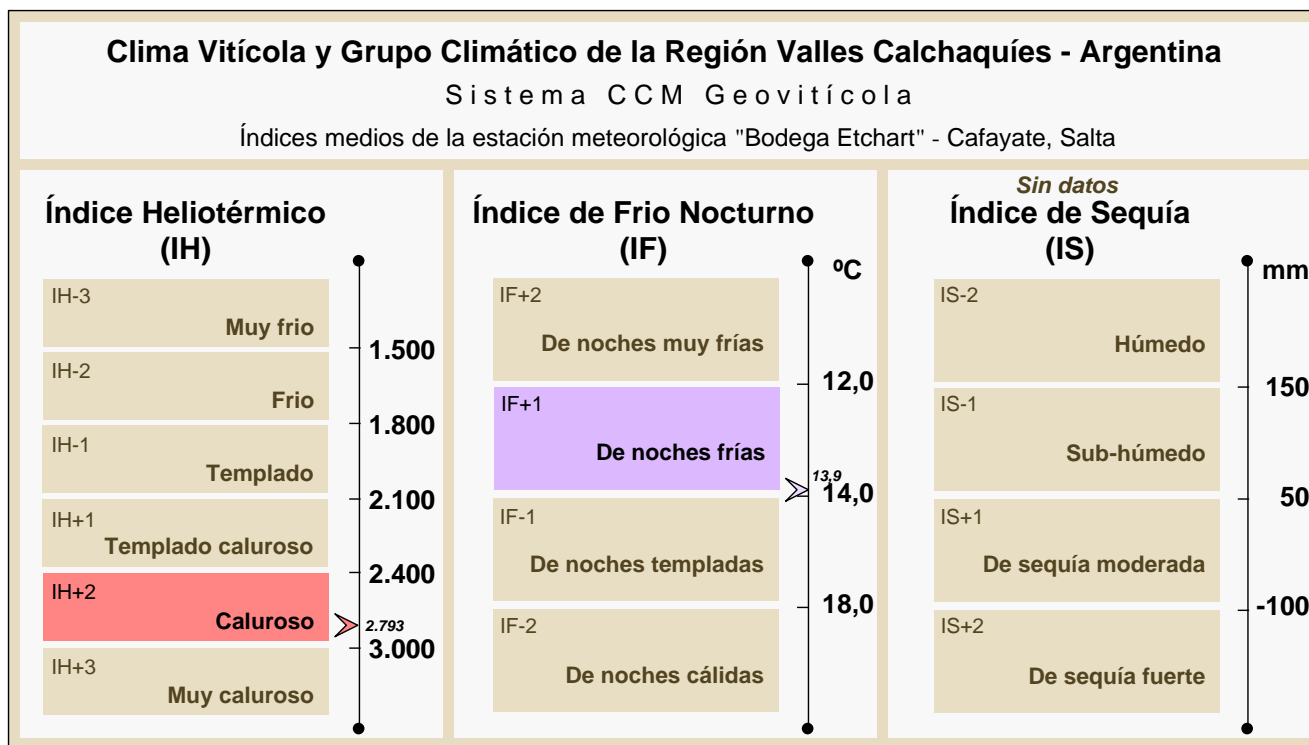 Clima Vitícola y Grupo Climático de la Región Valles Calchaquíes - Argentina
Sistema CCM Geovitícola
Índices medios de la estación meteorológica "Bodega Etchart" - Cafayate, Salta
Índice Heliotérmico
(IH)
IH-3
Muy frio
1.500
IH-2
Frio
1.800
IH-1
Templado
2.100
IH+1
Templado caluroso
2.400
IH+2
Caluroso
2.793
3.000
IH+3
Muy caluroso
Índice de Frio Nocturno
(IF)
ºC
IF+2
De noches muy frías
12,0
IF+1
De noches frías
13,9
14,0
IF-1
De noches templadas
18,0
IF-2
De noches cálidas
Sin datos
Índice de Sequía
(IS)
mm
IS-2
Húmedo
150
IS-1
Sub-húmedo
50
IS+1
De sequía moderada
-100
IS+2
De sequía fuerte